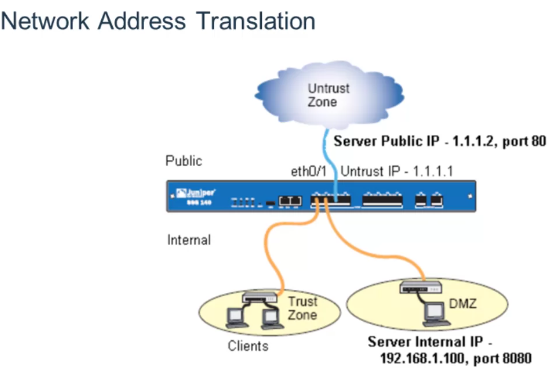 Network Address Translation
Untrust
Zone
Server Public IP - 1.1.1.2, port 80
Public
eth0/1 Untrust IP - 1.1.1.1
Juniper
SSG 140
Internal
Trust
Zone
DMZ
Clients
Server Internal IP -
192.168.1.100, port 8080